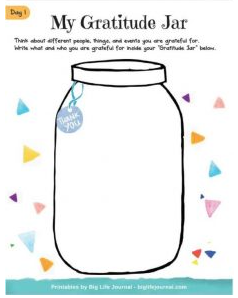 Day 1
My Gratitude Jar
Think about different people, things, and events you are grateful for.
Write what and who you are grateful for inside your "Gratitude Jar" below.
THANK
YOU
Printables by Big Life Journal - biglifejournal.com